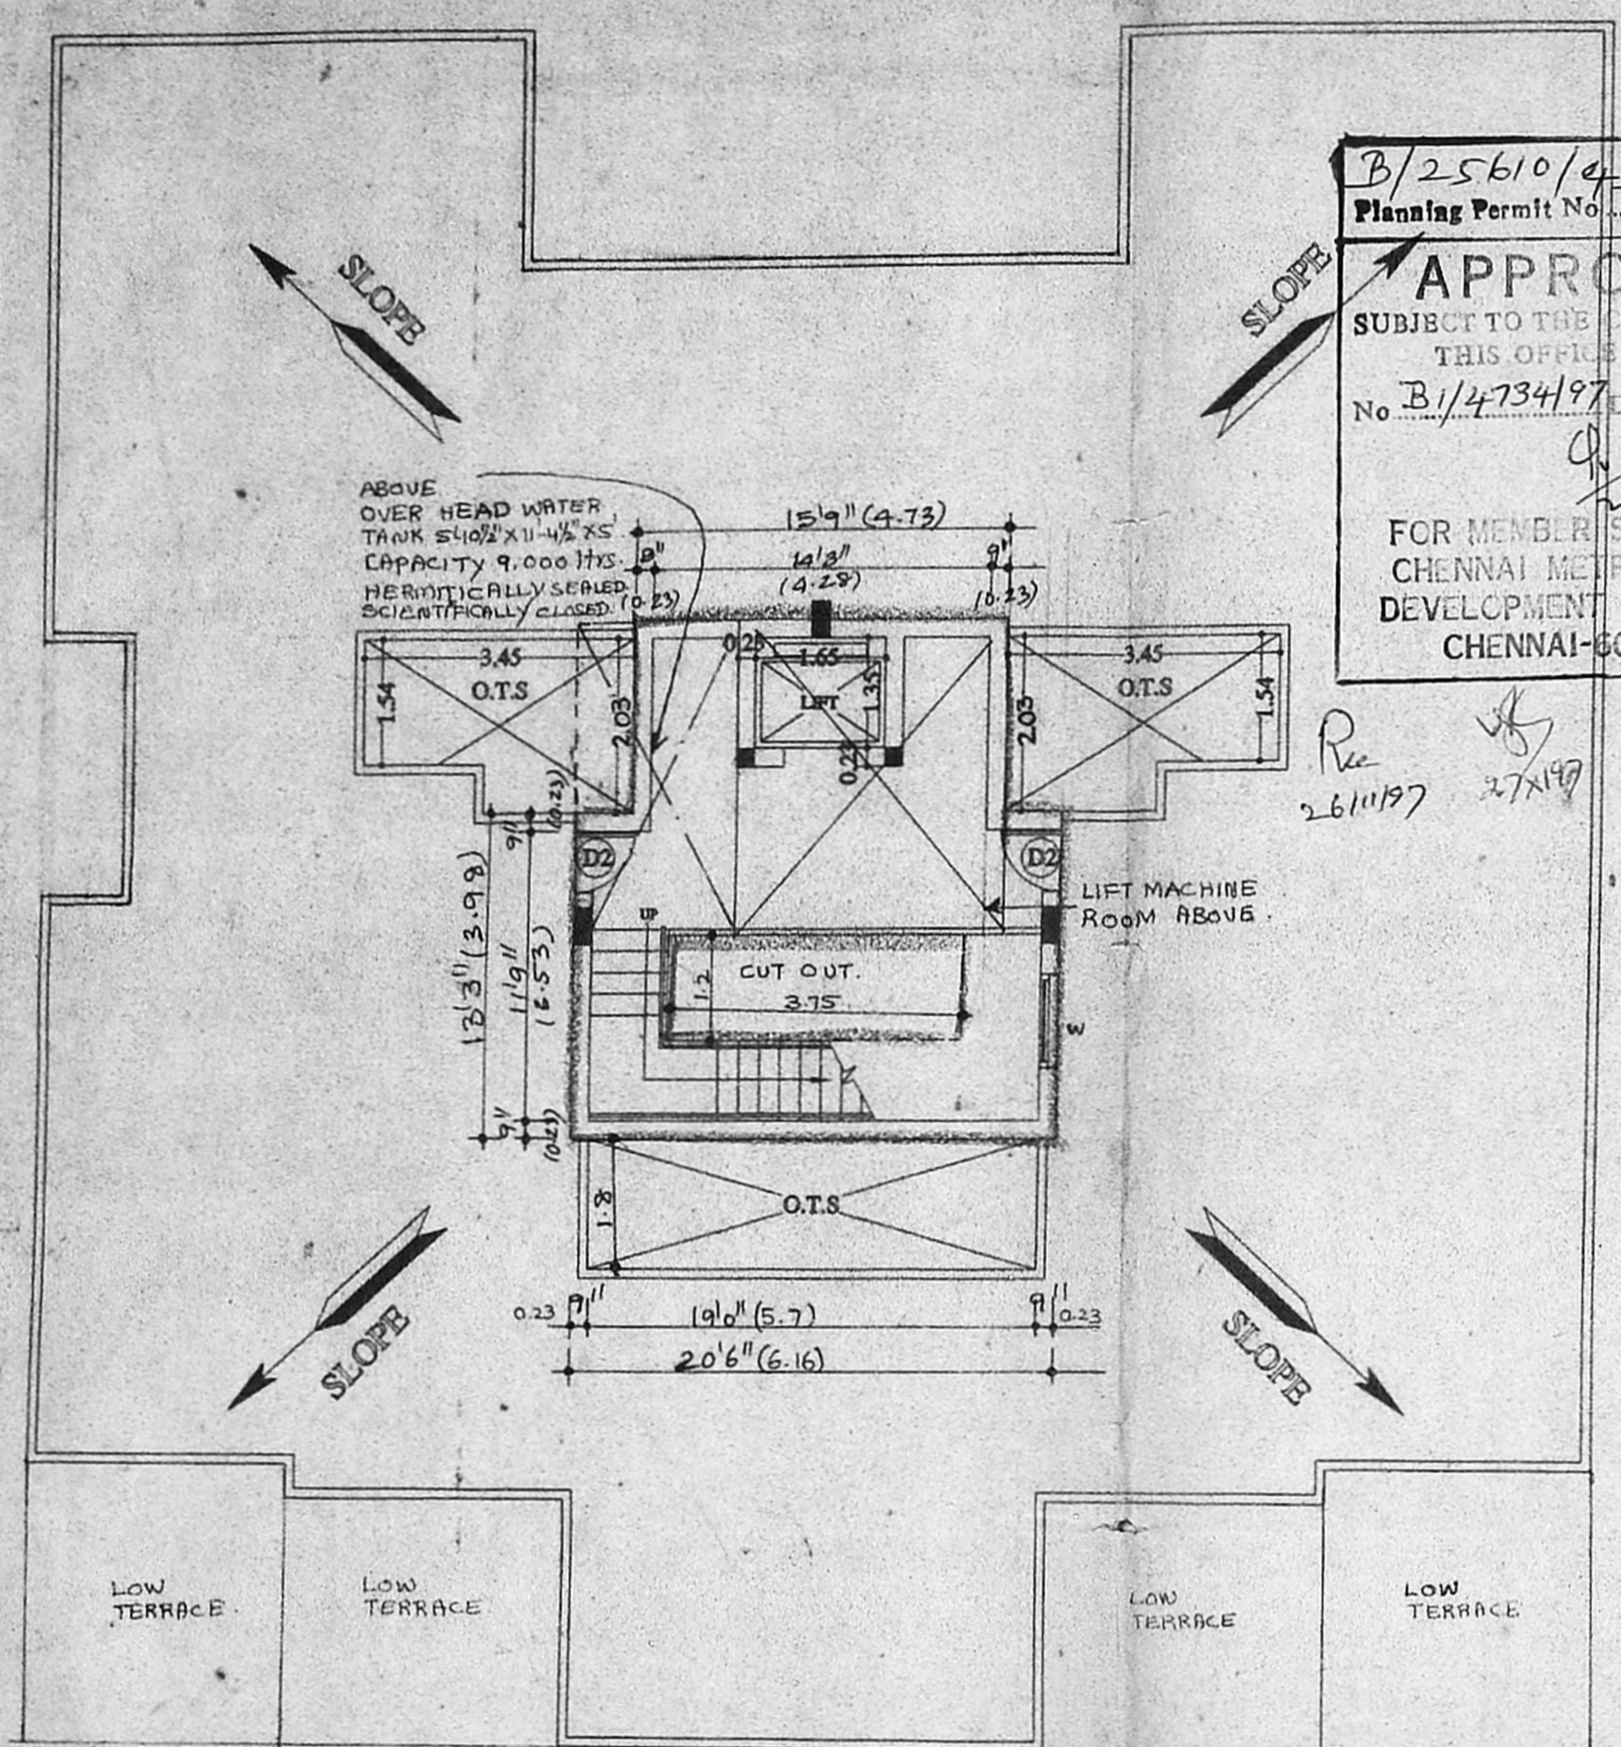 B/25610/4
Planning Permit No
APPRO
SUBJECT TO THE
THIS OFFICE
No B1/4734/97
FOR MEMBER S
CHENNAI METR
DEVELOPMENT
CHENNAI-60
26/11/97
SLOPE
SLOPE
ABOVE
OVER HEAD WATER
TANK 5'-10½" X 11'-4½" X 5'
CAPACITY 9,000 ltrs.
HERMITICALLY SEALED
SCIENTIFICALLY CLOSED.
15'9" (4.73)
9"
14'3"
9"
(0.23)
(4.28)
(0.23)
3.45
O.T.S
1.54
2.03
0.23
1.65
LIFT
1.35
0.23
3.45
O.T.S
1.54
2.03
D2
D2
LIFT MACHINE
ROOM ABOVE.
UP
CUT OUT.
1.2
3.75
W
13'3" (3.98)
9"
(0.23)
11'9"
9"
(0.23)
O.T.S
1.8
0.23
9"
19'0" (5.7)
9"
0.23
20'6" (6.16)
SLOPE
SLOPE
LOW
TERRACE.
LOW
TERRACE
LOW
TERRACE
LOW
TERRACE